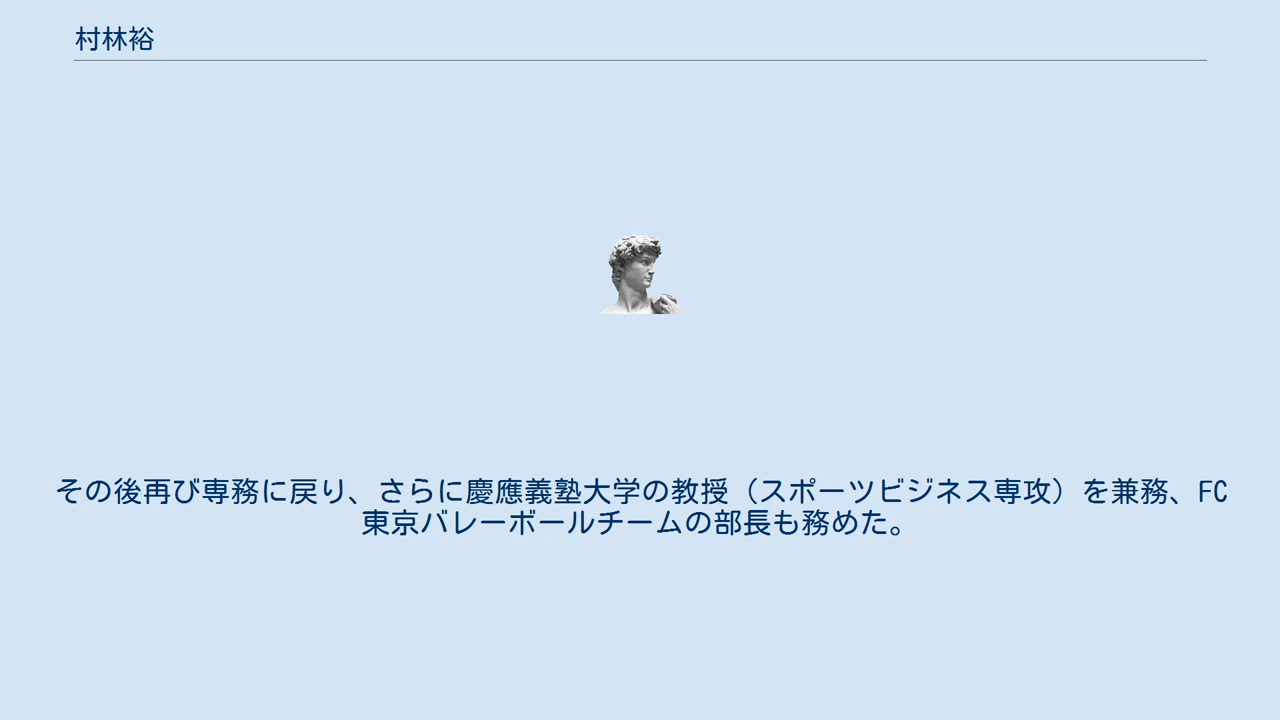 村林裕
その後再び専務に戻り、さらに慶應義塾大学の教授（スポーツビジネス専攻）を兼務、FC
東京バレーボールチームの部長も務めた。